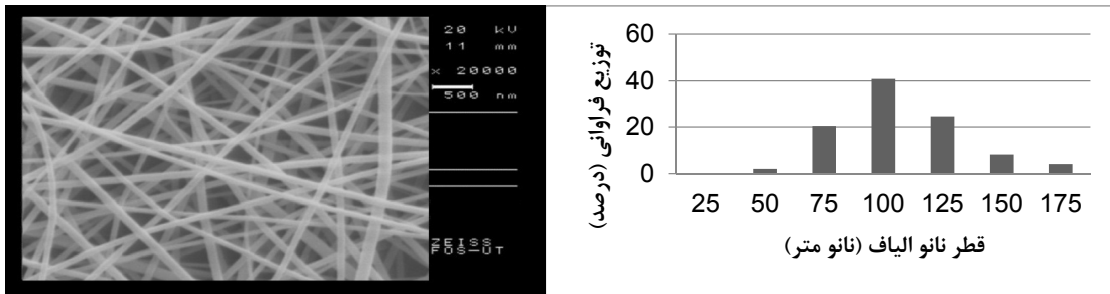 20 kV
11 mm
x 20000
500 nm
ZEISS
FOS-UT
توزیع فراوانی (درصد)
60
40
20
0
25 50 75 100 125 150 175
قطر نانو الیاف (نانو متر)